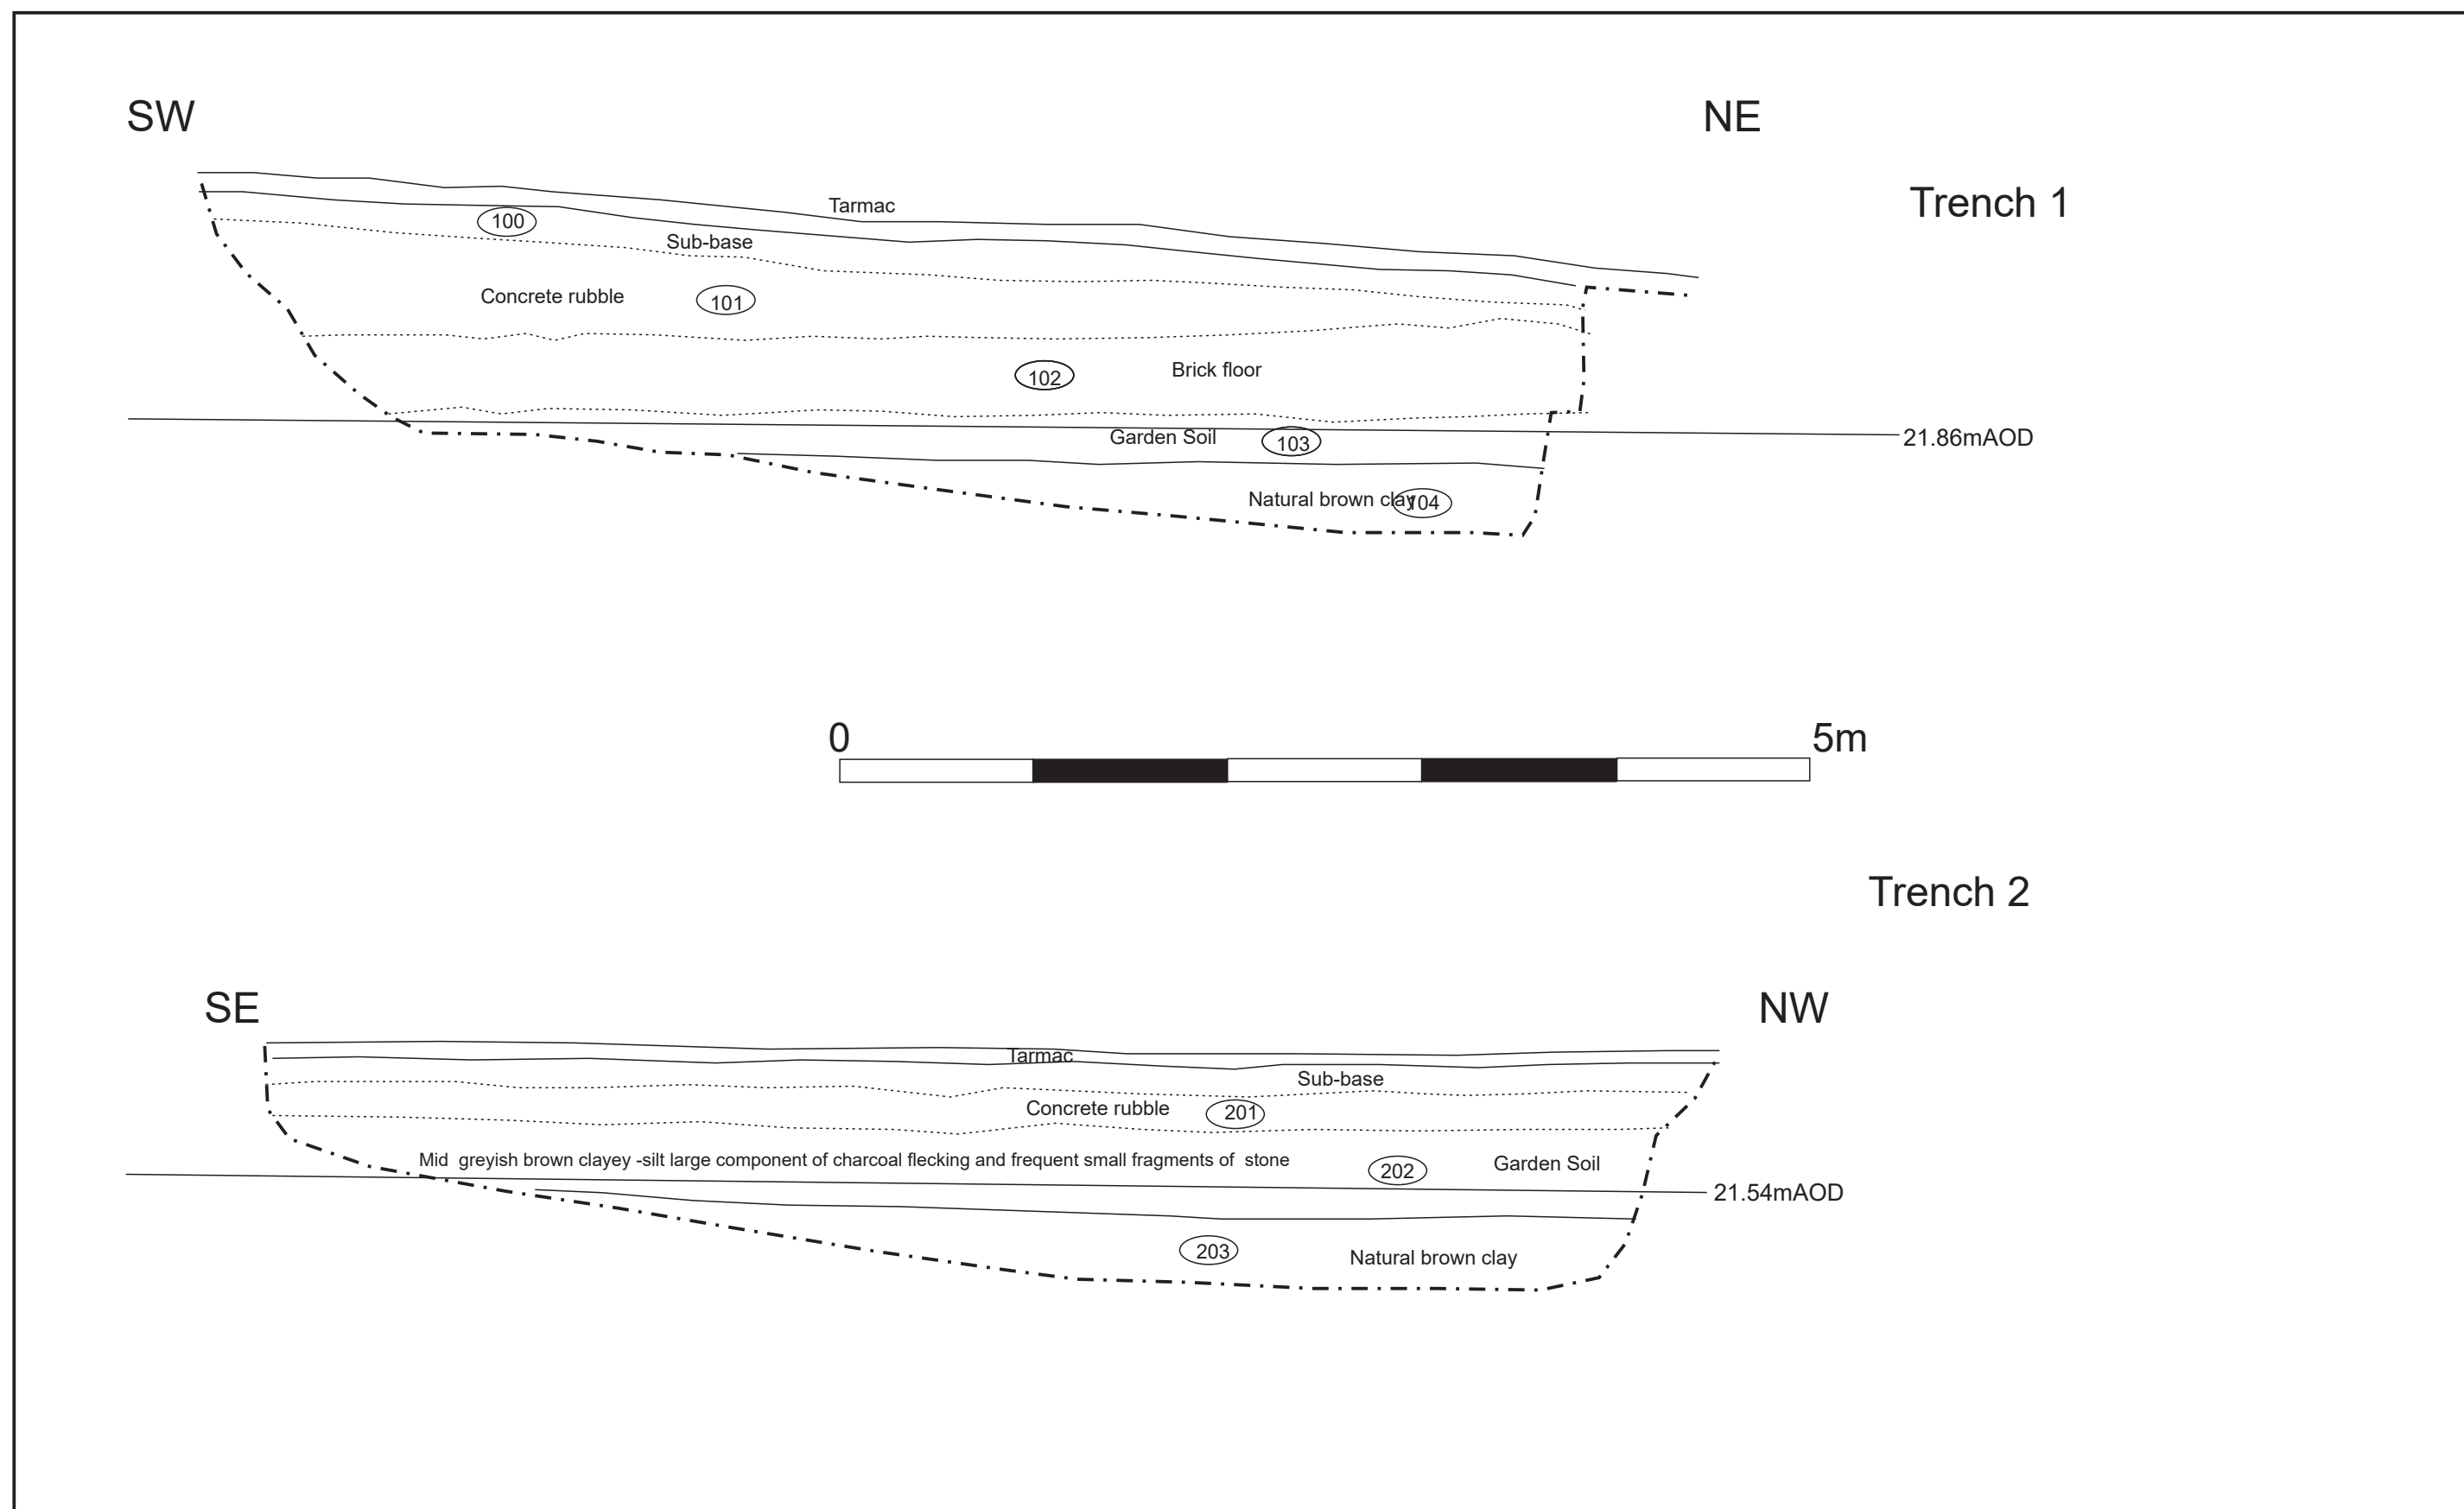 SW
NE
Trench 1
Tarmac
100
Sub-base
Concrete rubble
101
102
Brick floor
21.86mAOD
Garden Soil
103
Natural brown clay
104
0
5m
Trench 2
SE
NW
Tarmac
Sub-base
Concrete rubble
201
Mid greyish brown clayey -silt large component of charcoal flecking and frequent small fragments of stone
202
Garden Soil
21.54mAOD
203
Natural brown clay